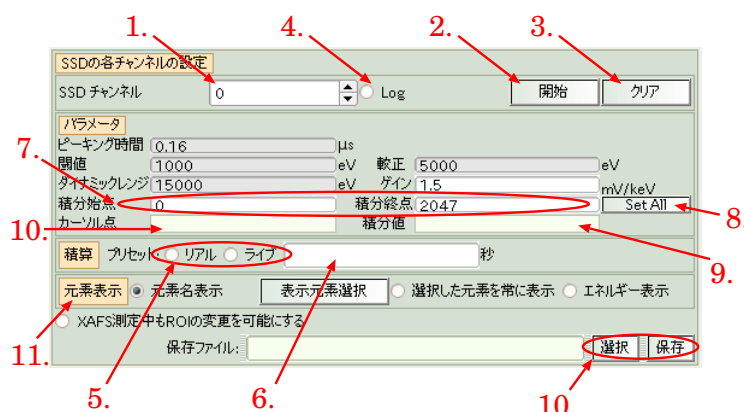 1. 4. 2. 3.
SSDの各チャンネルの設定
SSD チャンネル 0 Log 開始 クリア
パラメータ
7. ピーキング時間 0.16 μs
閾値 1000 eV 較正 5000 eV
ダイナミックレンジ 15000 eV ゲイン 1.5 mV/keV
積分始点 0 積分終点 2047 Set All 8.
10. カーソル点 積分値
積算 プリセット: リアル ライブ 秒 9.
元素表示 元素名表示 表示元素選択 選択した元素を常に表示 エネルギー表示
XAFS測定中もROIの変更を可能にする
11. 保存ファイル: 選択 保存
5. 6. 10.